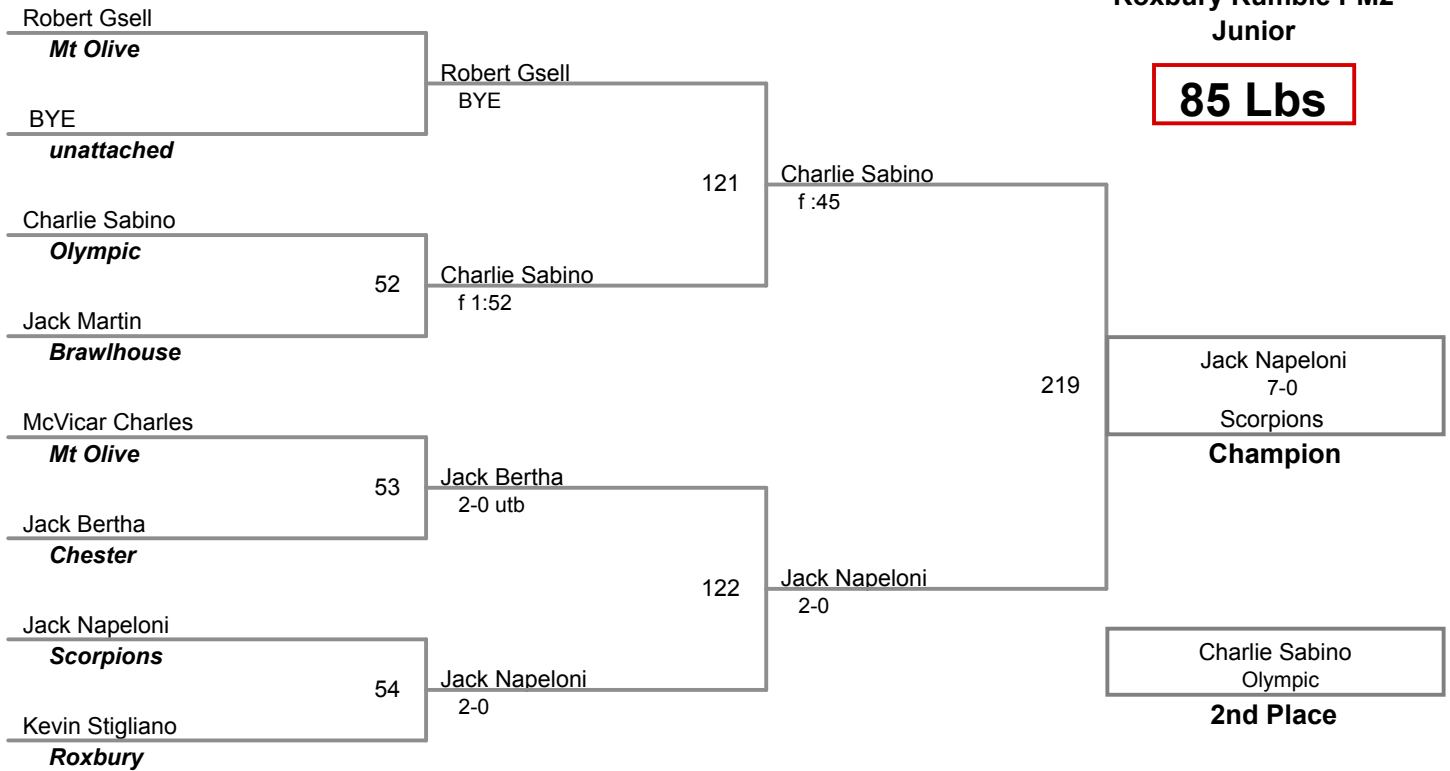 Roxbury Rumble PM2
Junior
85 Lbs
Robert Gsell
Mt Olive
BYE
unattached
Charlie Sabino
Olympic
52
Jack Martin
Brawlhouse
McVicar Charles
Mt Olive
53
Jack Bertha
Chester
Jack Napeloni
Scorpions
54
Kevin Stigliano
Roxbury
Robert Gsell
BYE
121
Charlie Sabino
f 1:52
Jack Bertha
2-0 utb
122
Jack Napeloni
2-0
Charlie Sabino
f :45
219
Jack Napeloni
2-0
Jack Napeloni
7-0
Scorpions
Champion
Charlie Sabino
Olympic
2nd Place